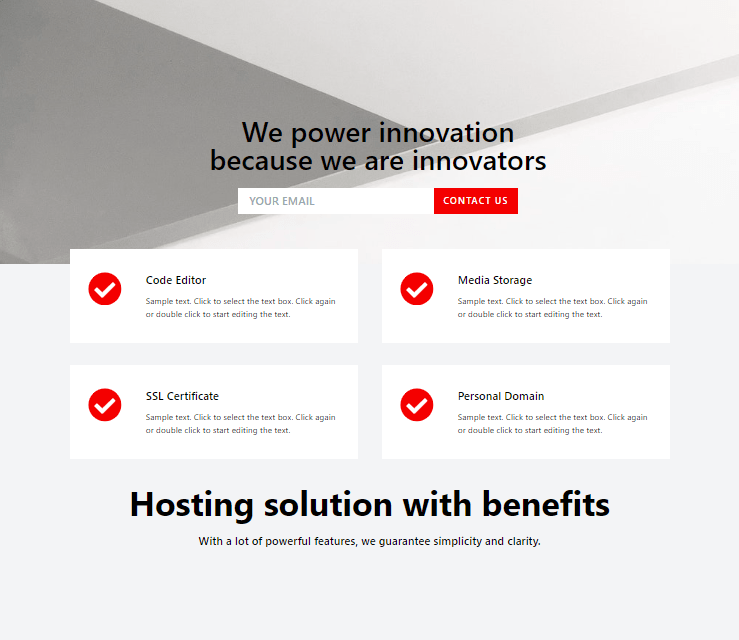 We power innovation
because we are innovators
YOUR EMAIL
CONTACT US
Code Editor
Sample text. Click to select the text box. Click again
or double click to start editing the text.
Media Storage
Sample text. Click to select the text box. Click again
or double click to start editing the text.
SSL Certificate
Sample text. Click to select the text box. Click again
or double click to start editing the text.
Personal Domain
Sample text. Click to select the text box. Click again
or double click to start editing the text.
Hosting solution with benefits
With a lot of powerful features, we guarantee simplicity and clarity.